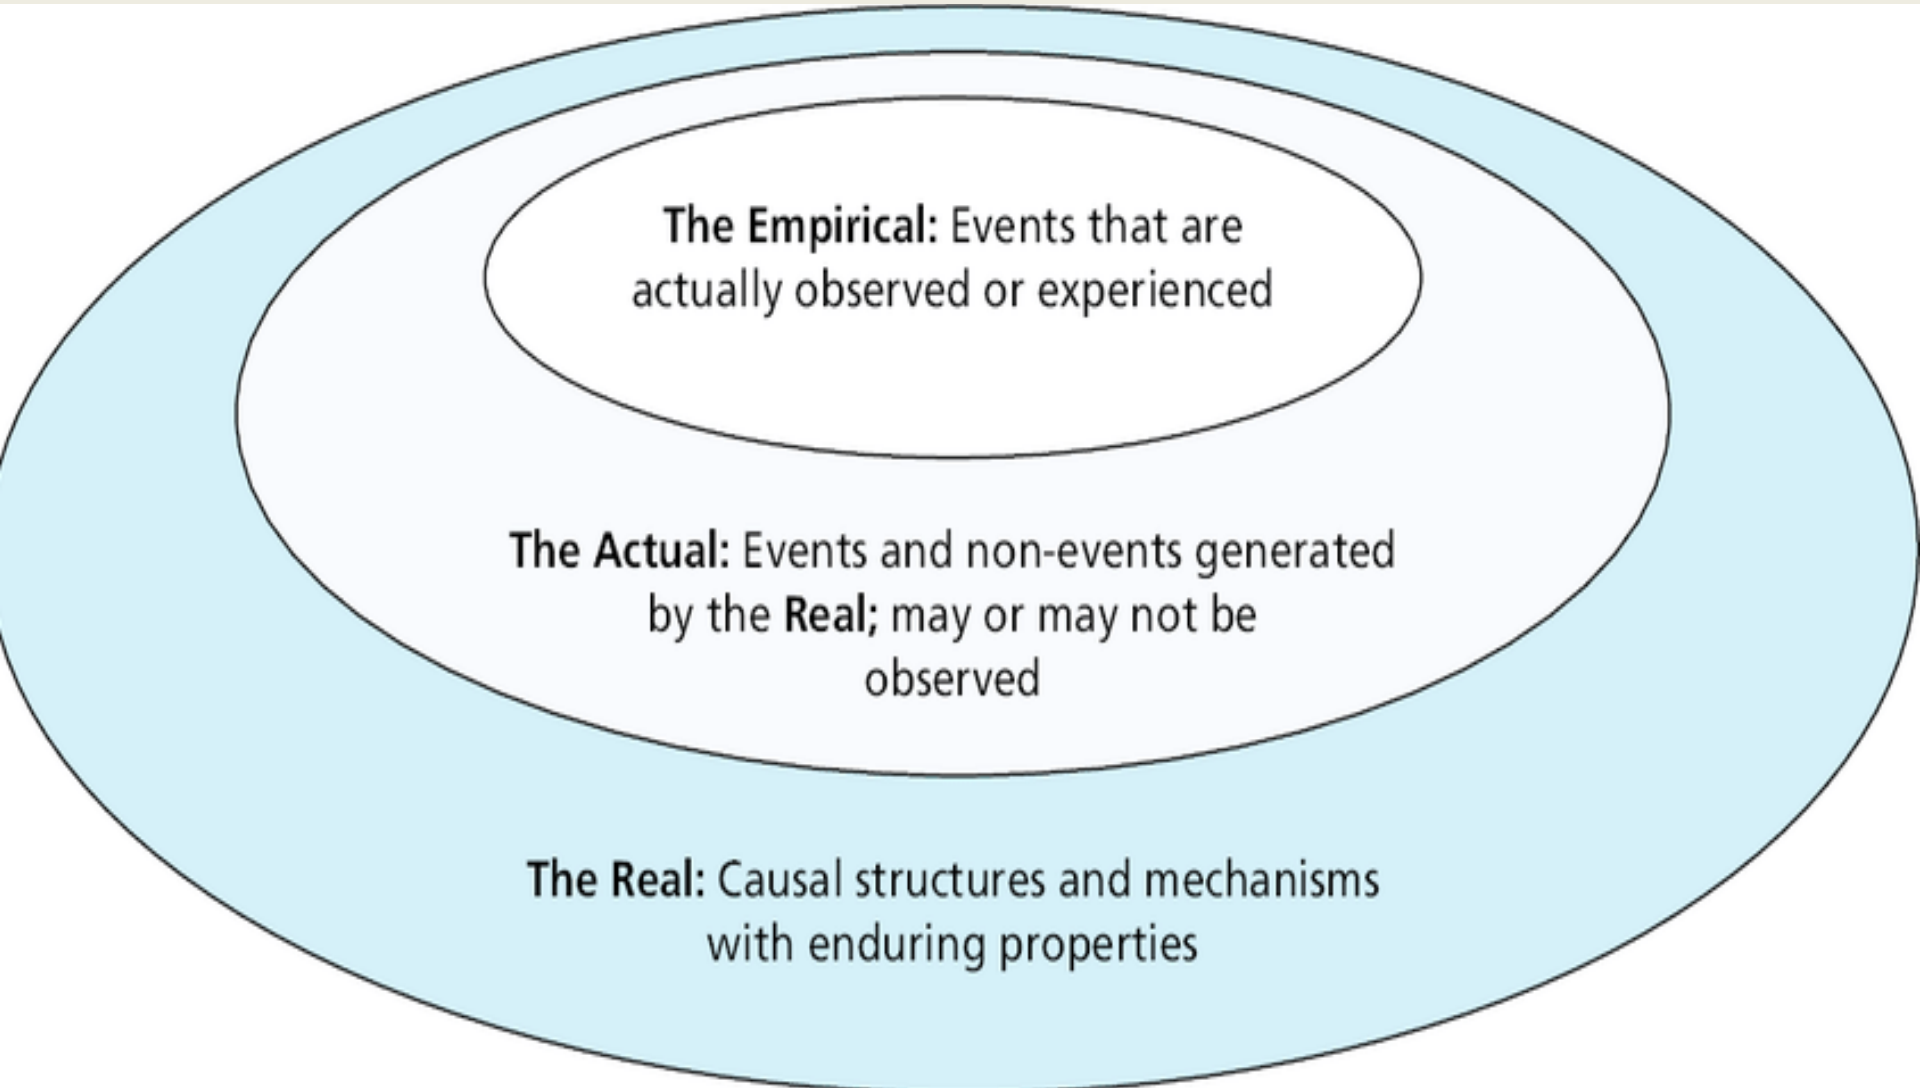 The Empirical: Events that are
actually observed or experienced
The Actual: Events and non-events generated
by the Real; may or may not be
observed
The Real: Causal structures and mechanisms
with enduring properties